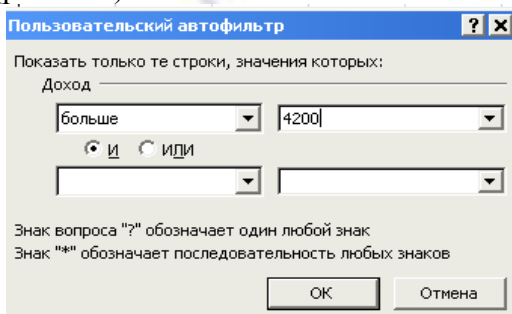 Пользовательский автофильтр
Показать только те строки, значения которых:
Доход
больше 4200
И ИЛИ
Знак вопроса "?" обозначает один любой знак
Знак "*" обозначает последовательность любых знаков
ОК Отмена